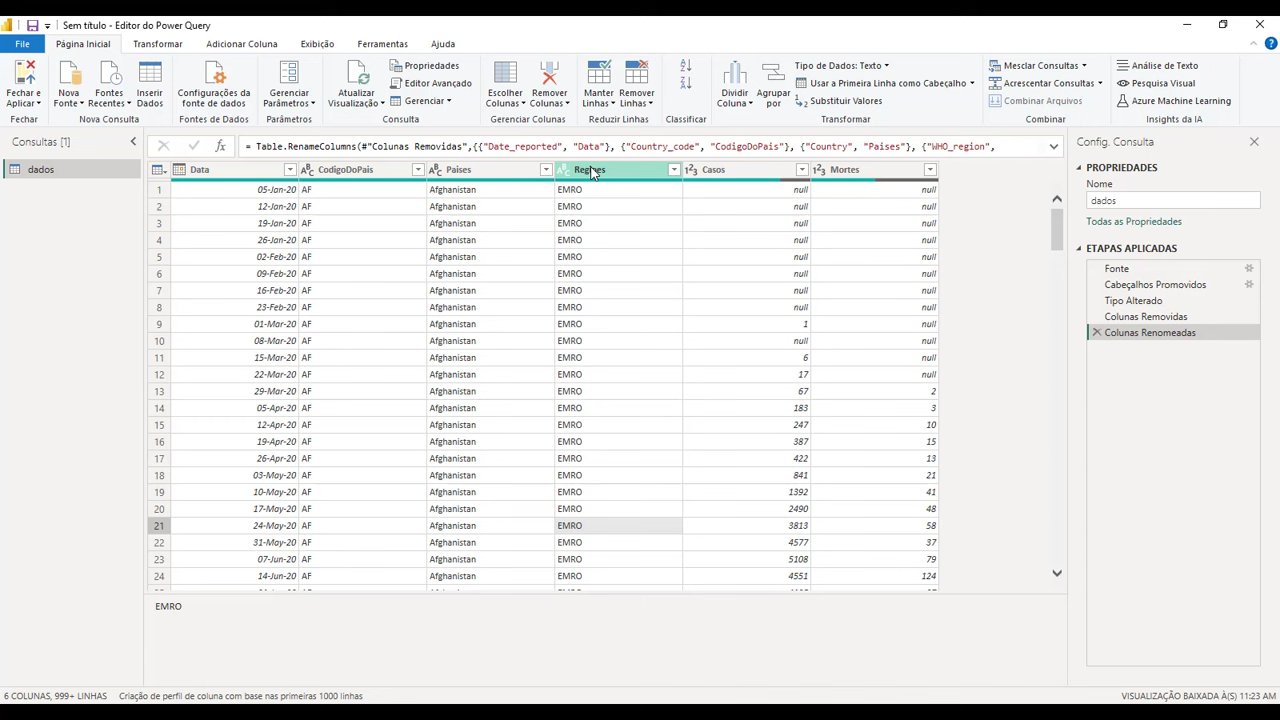 Sem título - Editor do Power Query
File Página Inicial Transformar Adicionar Coluna Exibição Ferramentas Ajuda
Fechar e Aplicar
Fechar
Nova Fonte
Fontes Recentes
Inserir Dados
Nova Consulta
Configurações da fonte de dados
Fontes de Dados
Gerenciar Parâmetros
Parâmetros
Atualizar Visualização
Propriedades
Editor Avançado
Gerenciar
Consulta
Escolher Colunas
Remover Colunas
Gerenciar Colunas
Manter Linhas
Remover Linhas
Reduzir Linhas
Classificar
Dividir Coluna
Agrupar por
Tipo de Dados: Texto
Usar a Primeira Linha como Cabeçalho
Substituir Valores
Transformar
Mesclar Consultas
Acrescentar Consultas
Combinar Arquivos
Combinar
Análise de Texto
Pesquisa Visual
Azure Machine Learning
Insights da IA
Consultas [1]
dados
= Table.RenameColumns(#"Colunas Removidas",{{"Date_reported", "Data"}, {"Country_code", "CodigoDoPais"}, {"Country", "Paises"}, {"WHO_region",
Data CodigoDoPais Paises Casos Mortes
1 05-Jan-20 AF Afghanistan EMRO null null
2 12-Jan-20 AF Afghanistan EMRO null null
3 19-Jan-20 AF Afghanistan EMRO null null
4 26-Jan-20 AF Afghanistan EMRO null null
5 02-Feb-20 AF Afghanistan EMRO null null
6 09-Feb-20 AF Afghanistan EMRO null null
7 16-Feb-20 AF Afghanistan EMRO null null
8 23-Feb-20 AF Afghanistan EMRO null null
9 01-Mar-20 AF Afghanistan EMRO 1 null
10 08-Mar-20 AF Afghanistan EMRO null null
11 15-Mar-20 AF Afghanistan EMRO 6 null
12 22-Mar-20 AF Afghanistan EMRO 17 null
13 29-Mar-20 AF Afghanistan EMRO 67 2
14 05-Apr-20 AF Afghanistan EMRO 183 3
15 12-Apr-20 AF Afghanistan EMRO 247 10
16 19-Apr-20 AF Afghanistan EMRO 387 15
17 26-Apr-20 AF Afghanistan EMRO 422 13
18 03-May-20 AF Afghanistan EMRO 841 21
19 10-May-20 AF Afghanistan EMRO 1392 41
20 17-May-20 AF Afghanistan EMRO 2490 48
21 24-May-20 AF Afghanistan EMRO 3813 58
22 31-May-20 AF Afghanistan EMRO 4577 37
23 07-Jun-20 AF Afghanistan EMRO 5108 79
24 14-Jun-20 AF Afghanistan EMRO 4551 124
EMRO
Config. Consulta
PROPRIEDADES
Nome
dados
Todas as Propriedades
ETAPAS APLICADAS
Fonte
Cabeçalhos Promovidos
Tipo Alterado
Colunas Removidas
Colunas Renomeadas
6 COLUNAS, 999+ LINHAS Criação de perfil de coluna com base nas primeiras 1000 linhas
VISUALIZAÇÃO BAIXADA À(S) 11:23 AM